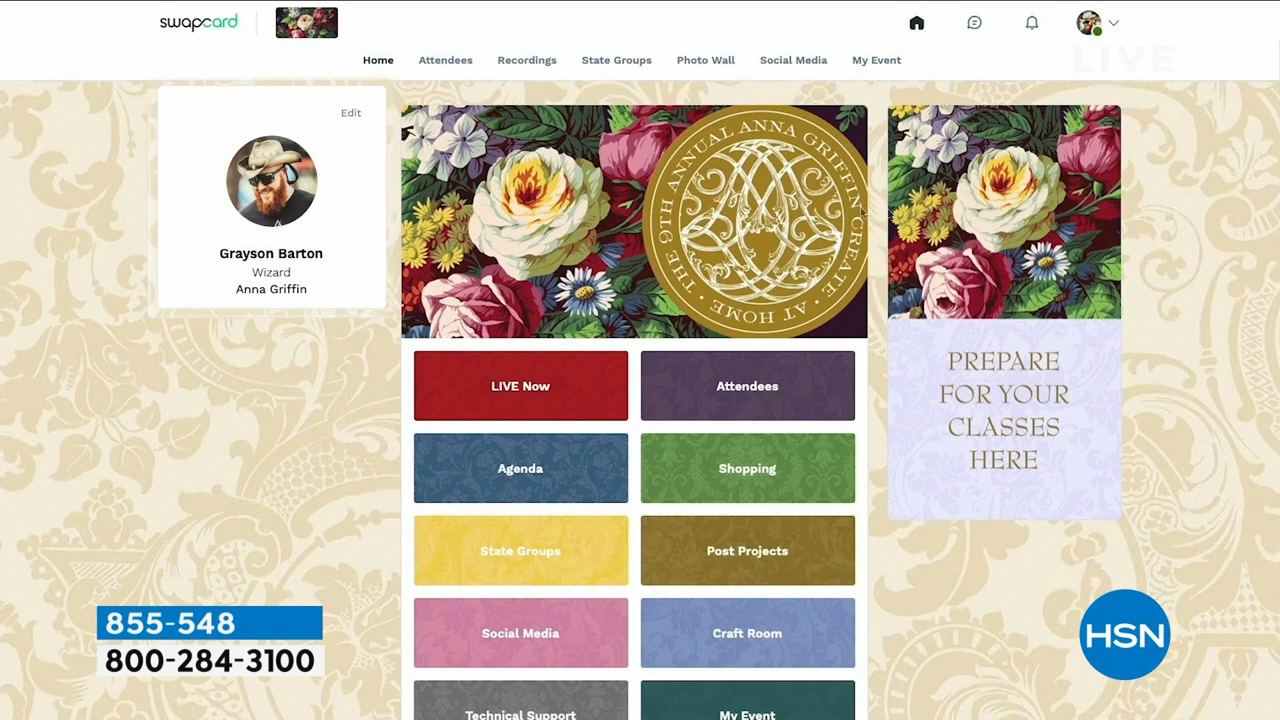 swapcard
LIVE
Home
Attendees
Recordings
State Groups
Photo Wall
Social Media
My Event
Edit
Grayson Barton
Wizard
Anna Griffin
THE 9TH ANNUAL ANNA GRIFFIN CREATE • AT HOME •
PREPARE
FOR YOUR
CLASSES
HERE
LIVE Now
Attendees
Agenda
Shopping
State Groups
Post Projects
Social Media
Craft Room
Technical Support
My Event
855-548
800-284-3100
HSN